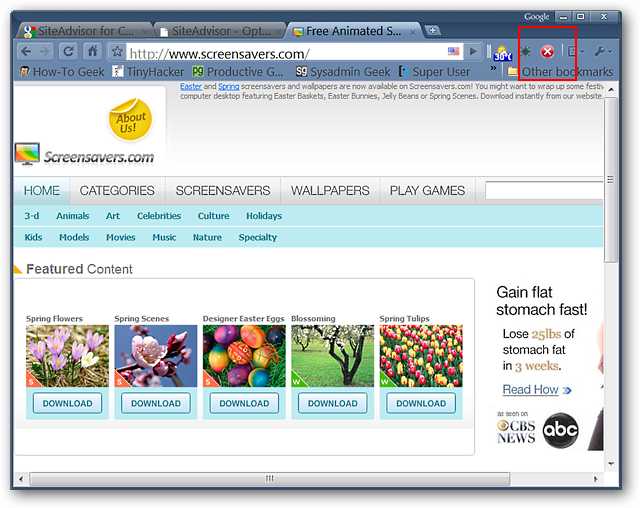 Google
SiteAdvisor for C...
SiteAdvisor - Opt...
Free Animated S...
http://www.screensavers.com/
38°C
How-To Geek
TinyHacker
Productive G...
Sysadmin Geek
Super User
»
Other bookmarks
Easter and Spring screensavers and wallpapers are now available on Screensavers.com! You might want to wrap up some festiv
computer desktop featuring Easter Baskets, Easter Bunnies, Jelly Beans or Spring Scenes. Download instantly from our website.
About
Us!
Screensavers.com
HOME CATEGORIES SCREENSAVERS WALLPAPERS PLAY GAMES
3-d Animals Art Celebrities Culture Holidays
Kids Models Movies Music Nature Specialty
Featured Content
Spring Flowers Spring Scenes Designer Easter Eggs Blossoming Spring Tulips
S S S W W
DOWNLOAD DOWNLOAD DOWNLOAD DOWNLOAD DOWNLOAD
Gain flat
stomach fast!
Lose 25lbs of
stomach fat
in 3 weeks.
Read How
as seen on
CBS
NEWS
abc